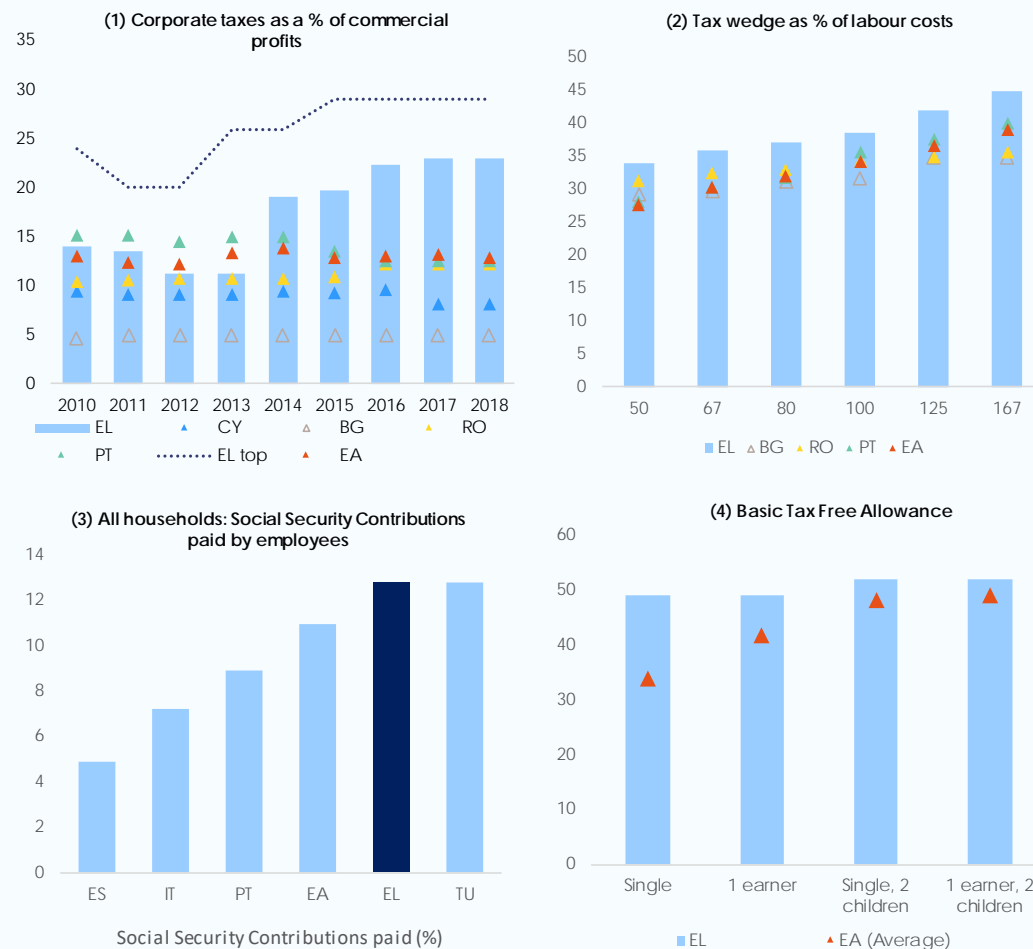 (1) Corporate taxes as a % of commercial
profits
35
30
25
20
15
10
5
0
2010 2011 2012 2013 2014 2015 2016 2017 2018
EL CY BG RO
PT EL top EA
(2) Tax wedge as % of labour costs
50
45
40
35
30
25
20
15
10
5
0
50 67 80 100 125 167
EL BG RO PT EA
(3) All households: Social Security Contributions
paid by employees
14
12
10
8
6
4
2
0
ES IT PT EA EL TU
Social Security Contributions paid (%)
(4) Basic Tax Free Allowance
60
50
40
30
20
10
0
Single 1 earner Single, 2 1 earner, 2
children children
EL EA (Average)